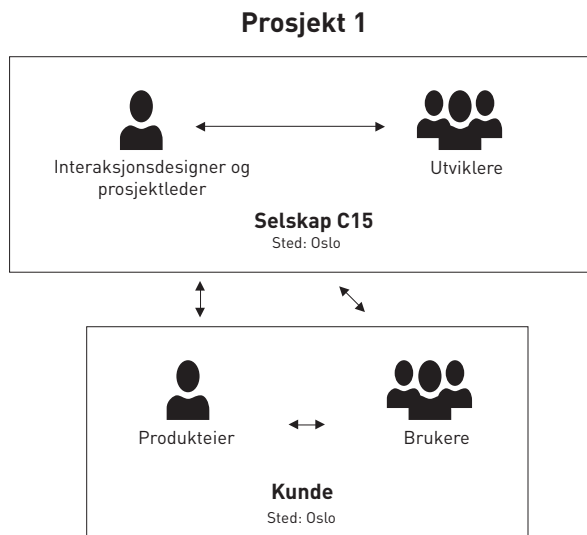 Prosjekt 1
Interaksjonsdesigner og
prosjektleder
Utviklere
Selskap C15
Sted: Oslo
Produkteier
Brukere
Kunde
Sted: Oslo